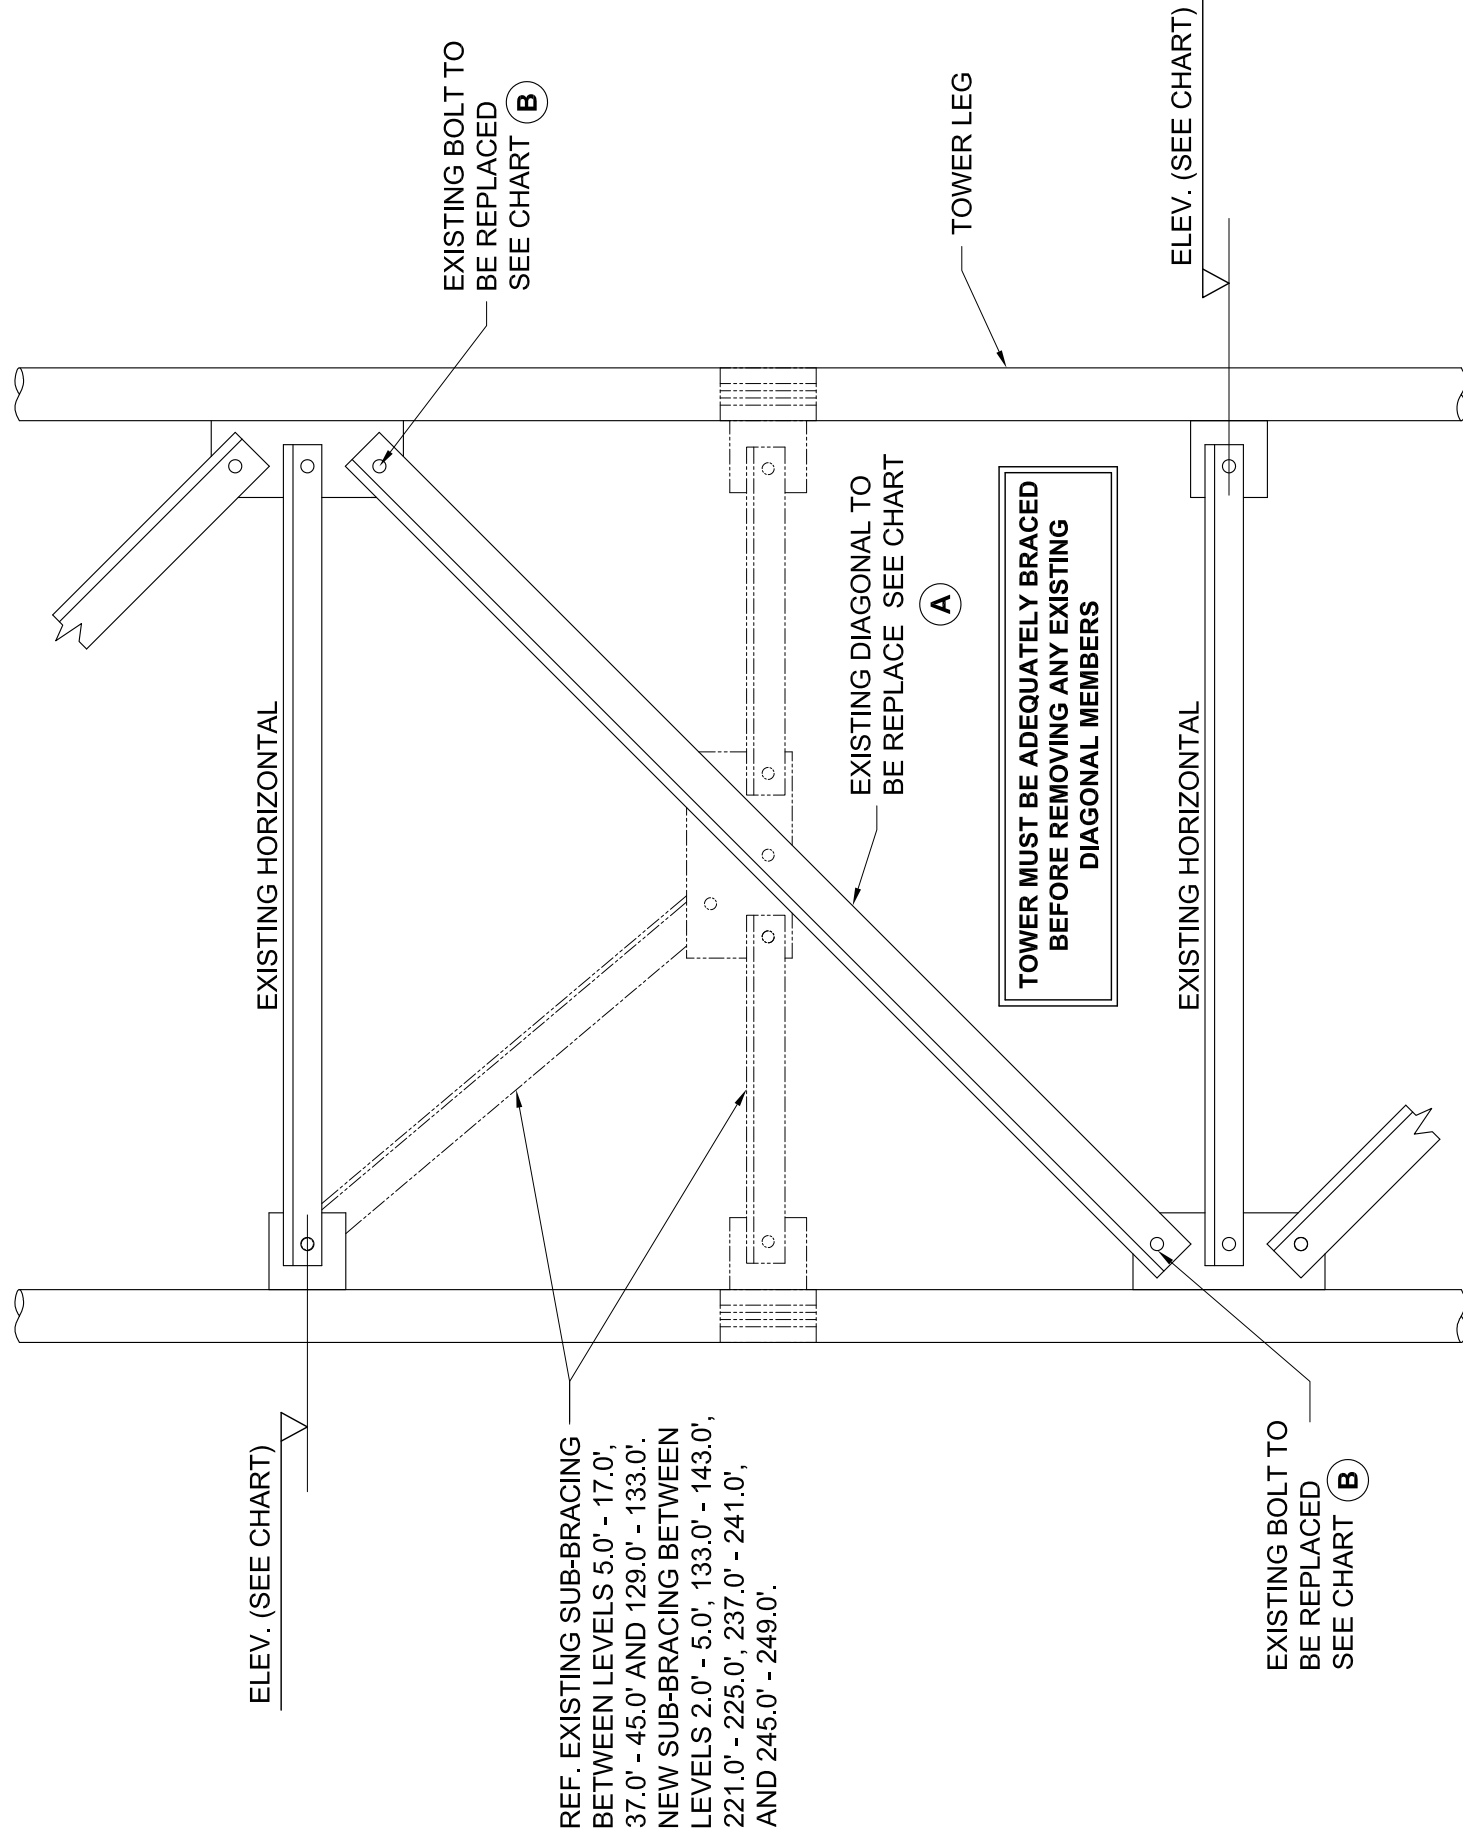 ELEV. (SEE CHART)
EXISTING HORIZONTAL
EXISTING BOLT TO
BE REPLACED
SEE CHART B
REF. EXISTING SUB-BRACING
BETWEEN LEVELS 5.0' - 17.0',
37.0' - 45.0' AND 129.0' - 133.0'.
NEW SUB-BRACING BETWEEN
LEVELS 2.0' - 5.0', 133.0' - 143.0',
221.0' - 225.0', 237.0' - 241.0',
AND 245.0' - 249.0'.
EXISTING DIAGONAL TO
BE REPLACE SEE CHART
A
TOWER LEG
TOWER MUST BE ADEQUATELY BRACED
BEFORE REMOVING ANY EXISTING
DIAGONAL MEMBERS
EXISTING HORIZONTAL
ELEV. (SEE CHART)
EXISTING BOLT TO
BE REPLACED
SEE CHART B